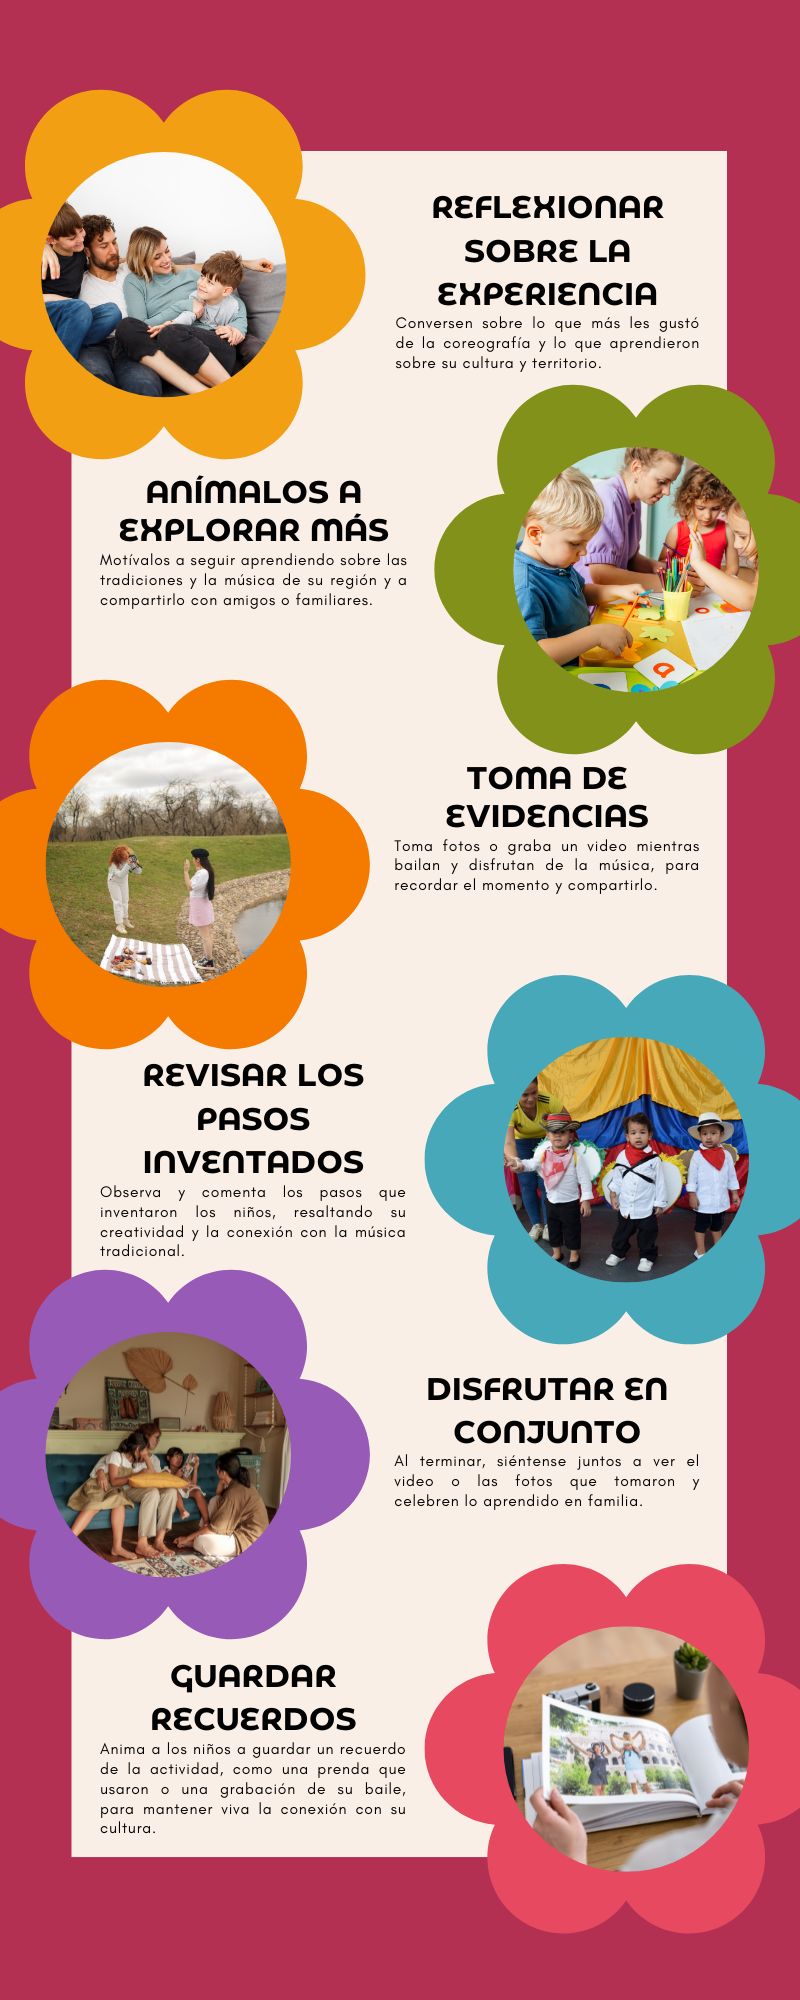 REFLEXIONAR
SOBRE LA
EXPERIENCIA
Conversen sobre lo que más les gustó
de la coreografía y lo que aprendieron
sobre su cultura y territorio.
ANÍMALOS A
EXPLORAR MÁS
Motívalos a seguir aprendiendo sobre las
tradiciones y la música de su región y a
compartirlo con amigos o familiares.
a
TOMA DE
EVIDENCIAS
Toma fotos o graba un video mientras
bailan y disfrutan de la música, para
recordar el momento y compartirlo.
REVISAR LOS
PASOS
INVENTADOS
Observa y comenta los pasos que
inventaron los niños, resaltando su
creatividad y la conexión con la música
tradicional.
DISFRUTAR EN
CONJUNTO
Al terminar, siéntense juntos a ver el
video o las fotos que tomaron y
celebren lo aprendido en familia.
GUARDAR
RECUERDOS
Anima a los niños a guardar un recuerdo
de la actividad, como una prenda que
usaron o una grabación de su baile,
para mantener viva la conexión con su
cultura.